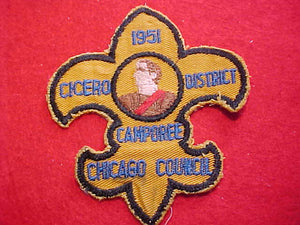 1951
CICERO DISTRICT
CAMPOREE
CHICAGO COUNCIL